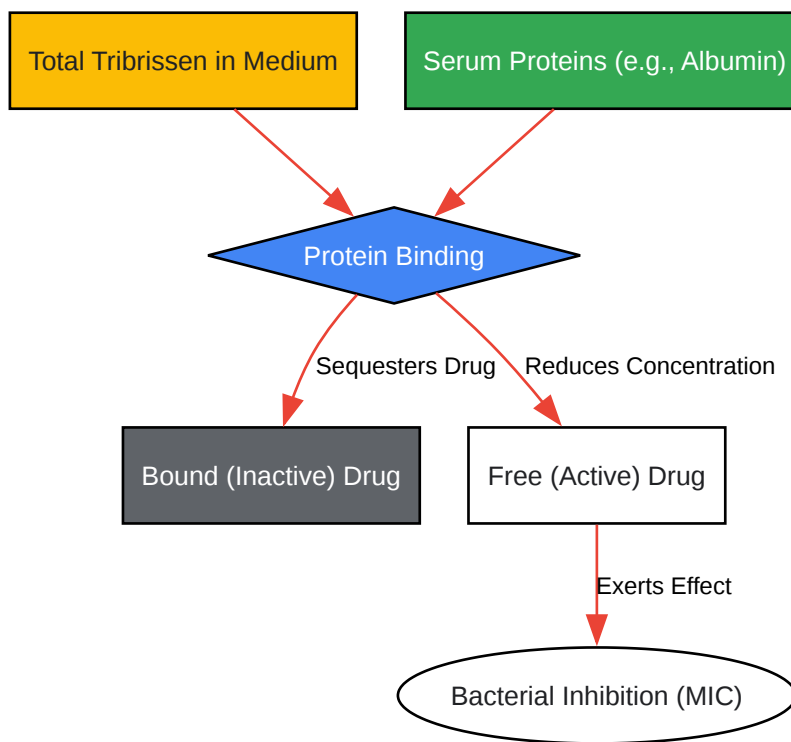 Total Tribrissen in Medium
Serum Proteins (e.g., Albumin)
Protein Binding
Sequesters Drug
Reduces Concentration
Bound (Inactive) Drug
Free (Active) Drug
Exerts Effect
Bacterial Inhibition (MIC)